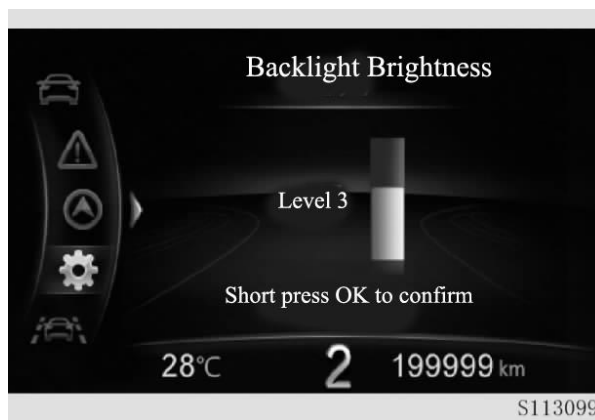 Backlight Brightness
Level 3
Short press OK to confirm
28°C 2 199999 km
S113099